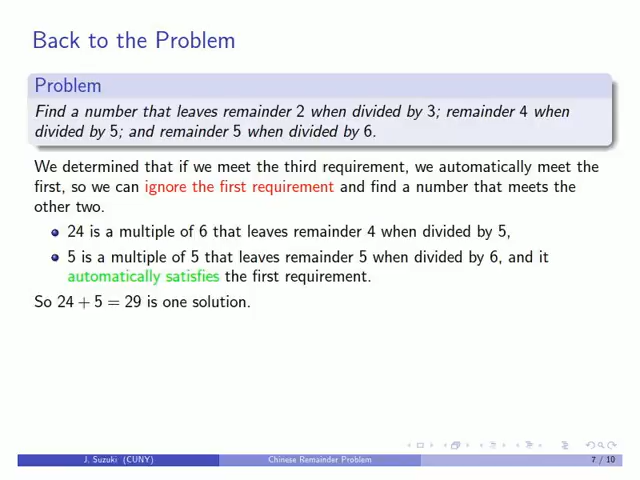 Back to the Problem
Problem
Find a number that leaves remainder 2 when divided by 3; remainder 4 when
divided by 5; and remainder 5 when divided by 6.
We determined that if we meet the third requirement, we automatically meet the
first, so we can ignore the first requirement and find a number that meets the
other two.
24 is a multiple of 6 that leaves remainder 4 when divided by 5,
5 is a multiple of 5 that leaves remainder 5 when divided by 6, and it
automatically satisfies the first requirement.
So 24 + 5 = 29 is one solution.
J. Suzuki (CUNY) Chinese Remainder Problem 7 / 10